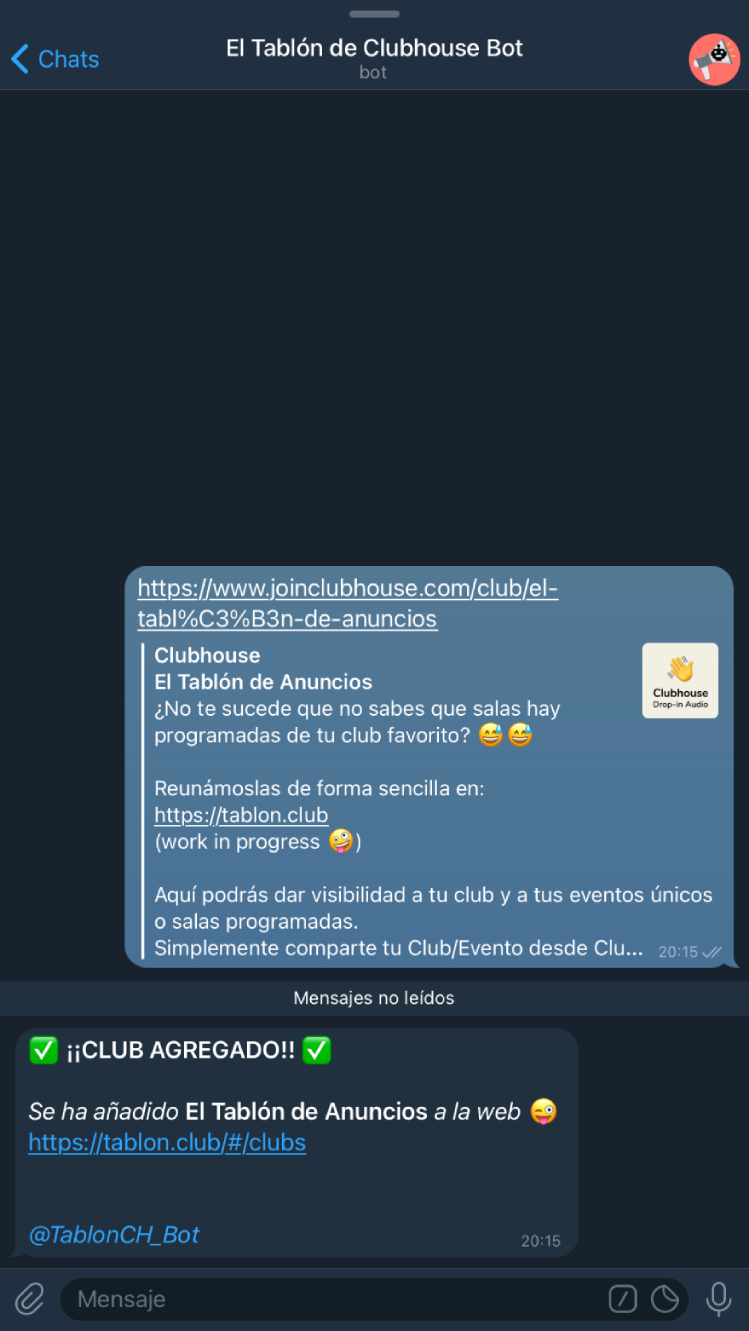 El Tablón de Clubhouse Bot
Chats
bot
https://www.joinclubhouse.com/club/el-
tabl%C3%B3n-de-anuncios
Clubhouse
El Tablón de Anuncios
¿No te sucede que no sabes que salas hay
programadas de tu club favorito? 😅😅
Clubhouse
Drop-in Audio
Reunámoslas de forma sencilla en:
https://tablon.club
(work in progress 🤪)
Aquí podrás dar visibilidad a tu club y a tus eventos únicos
o salas programadas.
Simplemente comparte tu Club/Evento desde Clu...
20:15
Mensajes no leídos
✅ ¡¡CLUB AGREGADO!! ✅
Se ha añadido El Tablón de Anuncios a la web 😜
https://tablon.club/#/clubs
@TablonCH_Bot
20:15
Mensaje